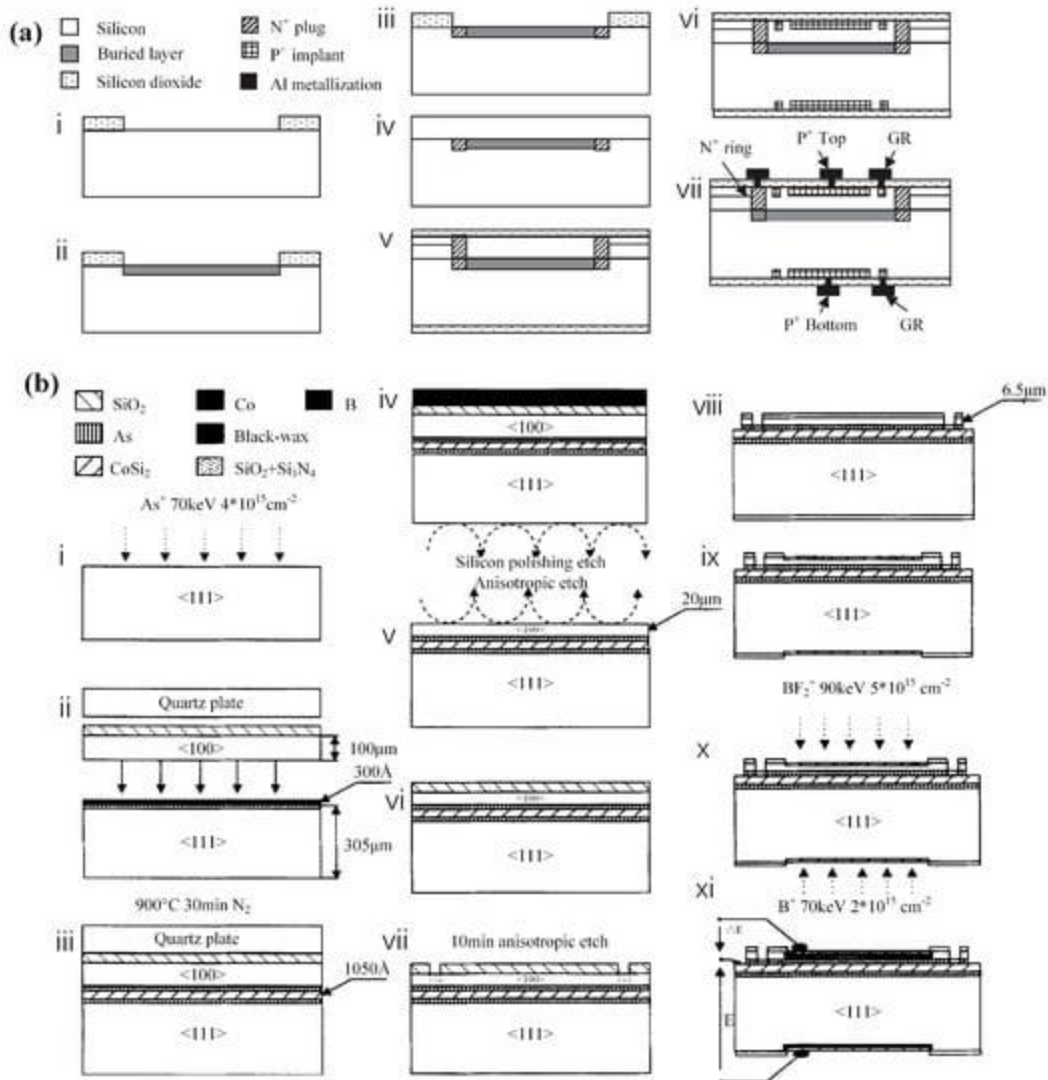 (a)
Silicon
Buried layer
Silicon dioxide
N⁺ plug
P⁺ implant
Al metallization
i
ii
iii
iv
v
vi
vii
N⁺ ring
P⁺ Top
GR
P⁺ Bottom
GR
(b)
SiO₂
As
CoSi₂
Co
Black-wax
SiO₂+Si₃N₄
B
As⁺ 70keV 4*10¹⁵cm⁻²
i
<111>
ii
Quartz plate
<100>
100μm
300Å
<111>
305μm
900°C 30min N₂
iii
Quartz plate
<100>
1050Å
<111>
iv
<100>
<111>
Silicon polishing etch
Anisotropic etch
20μm
v
<100>
<111>
vi
<100>
<111>
vii
10min anisotropic etch
<100>
<111>
viii
6.5μm
<111>
ix
<111>
BF₂⁺ 90keV 5*10¹⁵ cm⁻²
x
<111>
B⁺ 70keV 2*10¹⁵ cm⁻²
xi
ΔE
E
<111>